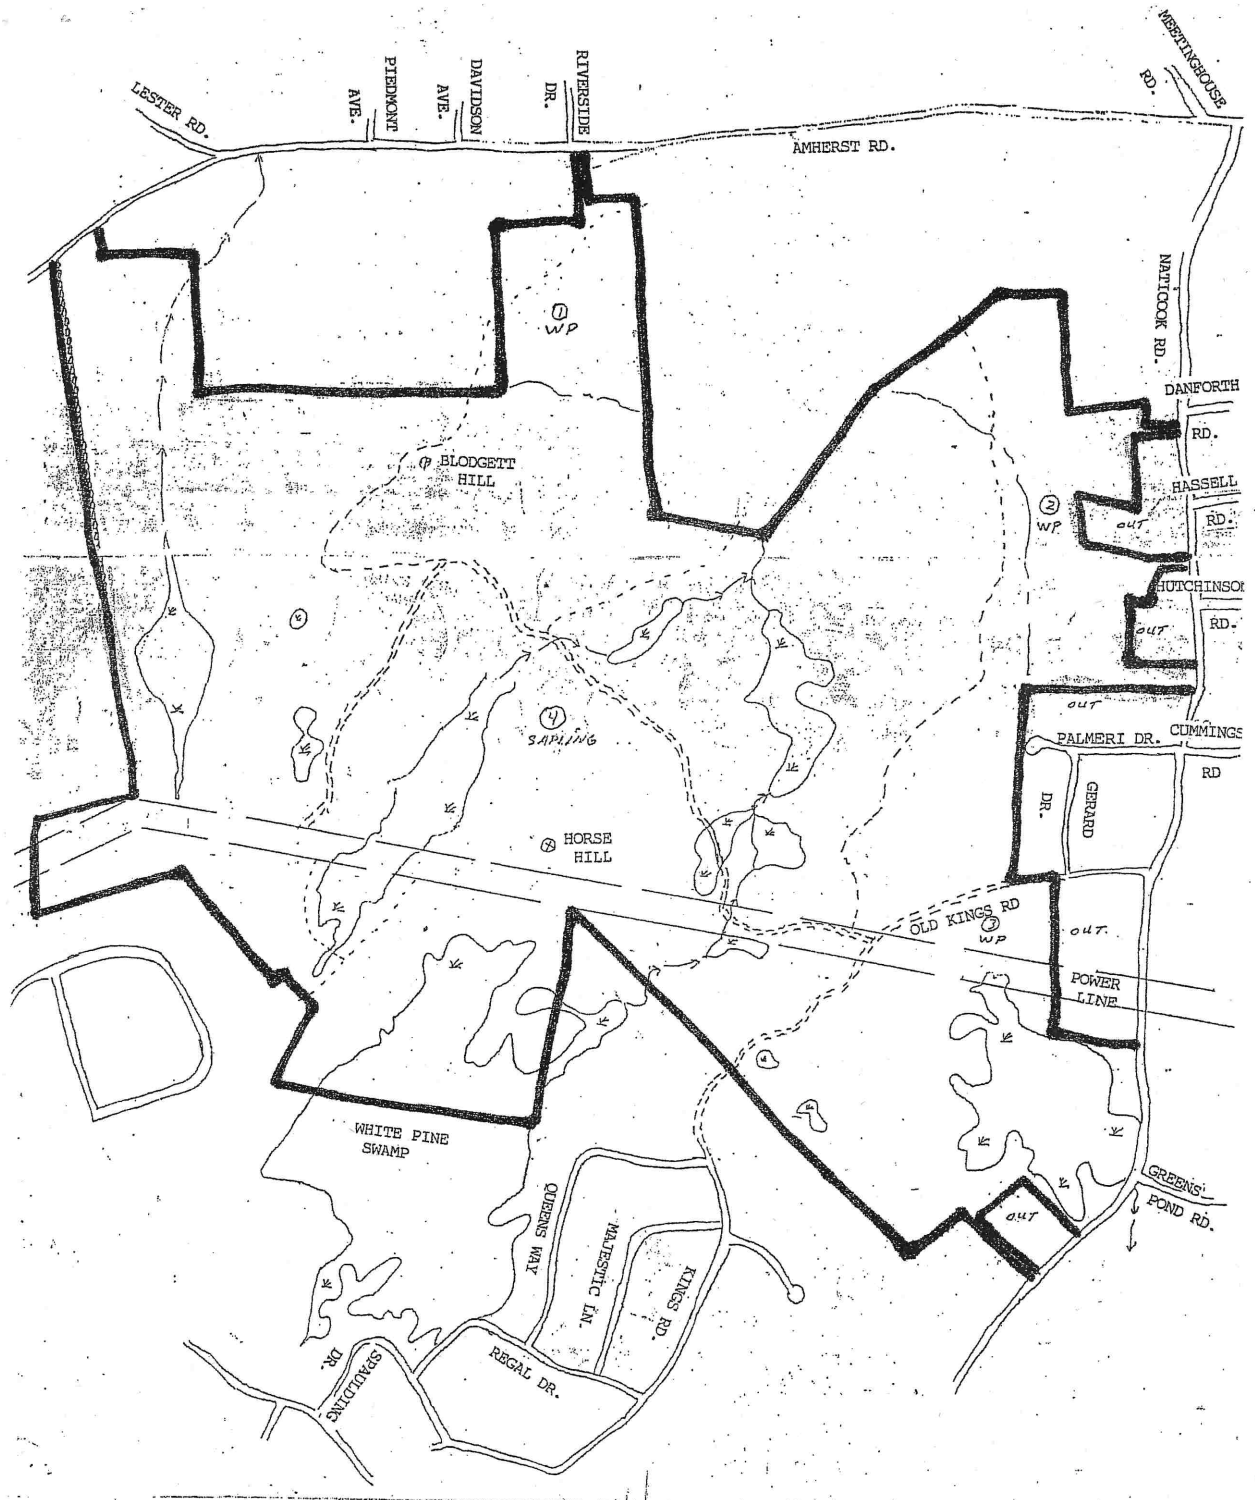 MEETINGHOUSE
RD.
LESTER RD.
PIEDMONT
AVE.
DAVIDSON
AVE.
RIVERSIDE
DR.
AMHERST RD.
NATICOOK RD.
1
WP
DANFORTH
RD.
BLODGETT
HILL
HASSELL
RD.
2
WP
OUT
HUTCHINSON
RD.
OUT
OUT
4
SAPLING
PALMERI DR.
CUMMINGS
RD
GERARD
DR.
HORSE
HILL
OLD KINGS RD
3
WP
OUT
POWER
LINE
WHITE PINE
SWAMP
GREENS
POND RD.
OUT
QUEENS WAY
MAJESTIC LN.
KINGS RD.
REGAL DR.
SPAULDING
DR.